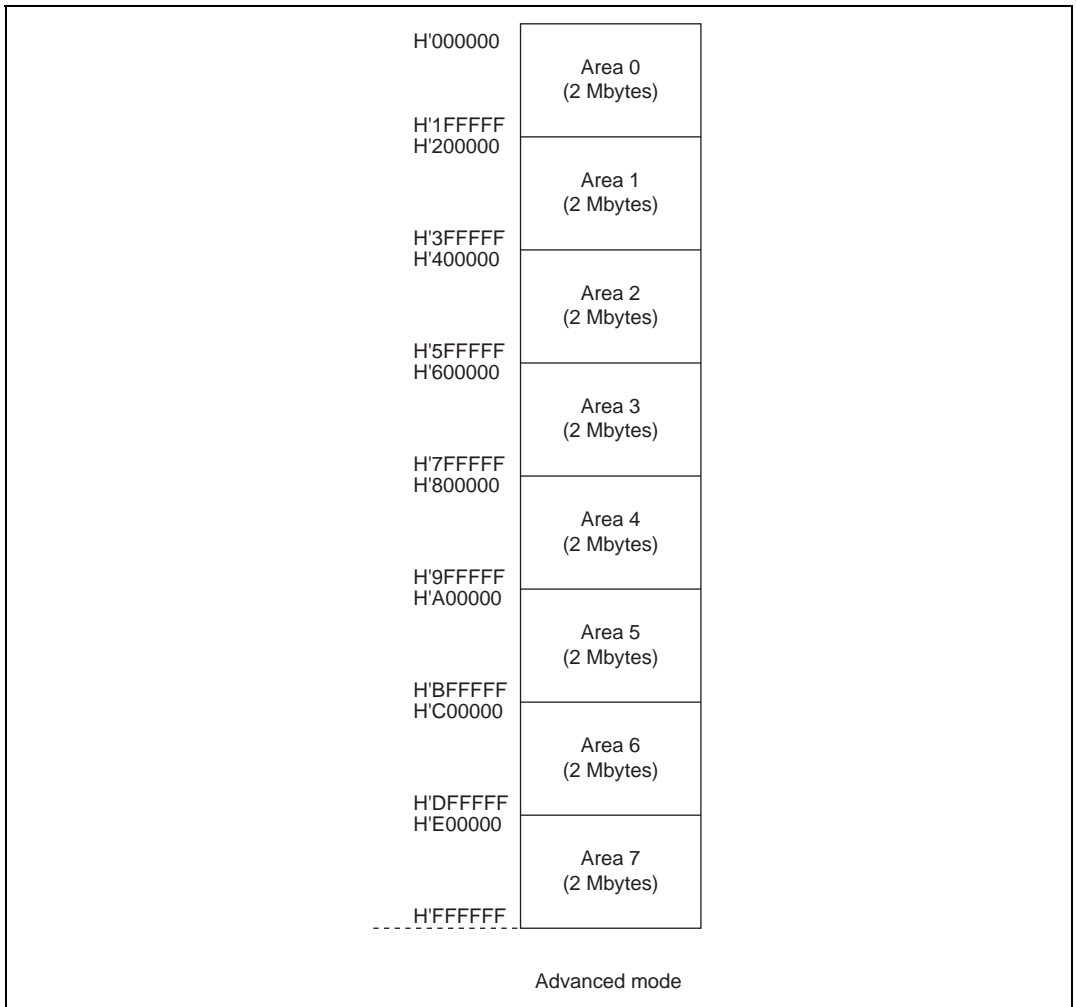 H'000000
Area 0
(2 Mbytes)
H'1FFFFF
H'200000
Area 1
(2 Mbytes)
H'3FFFFF
H'400000
Area 2
(2 Mbytes)
H'5FFFFF
H'600000
Area 3
(2 Mbytes)
H'7FFFFF
H'800000
Area 4
(2 Mbytes)
H'9FFFFF
H'A00000
Area 5
(2 Mbytes)
H'BFFFFF
H'C00000
Area 6
(2 Mbytes)
H'DFFFFF
H'E00000
Area 7
(2 Mbytes)
H'FFFFFF
Advanced mode